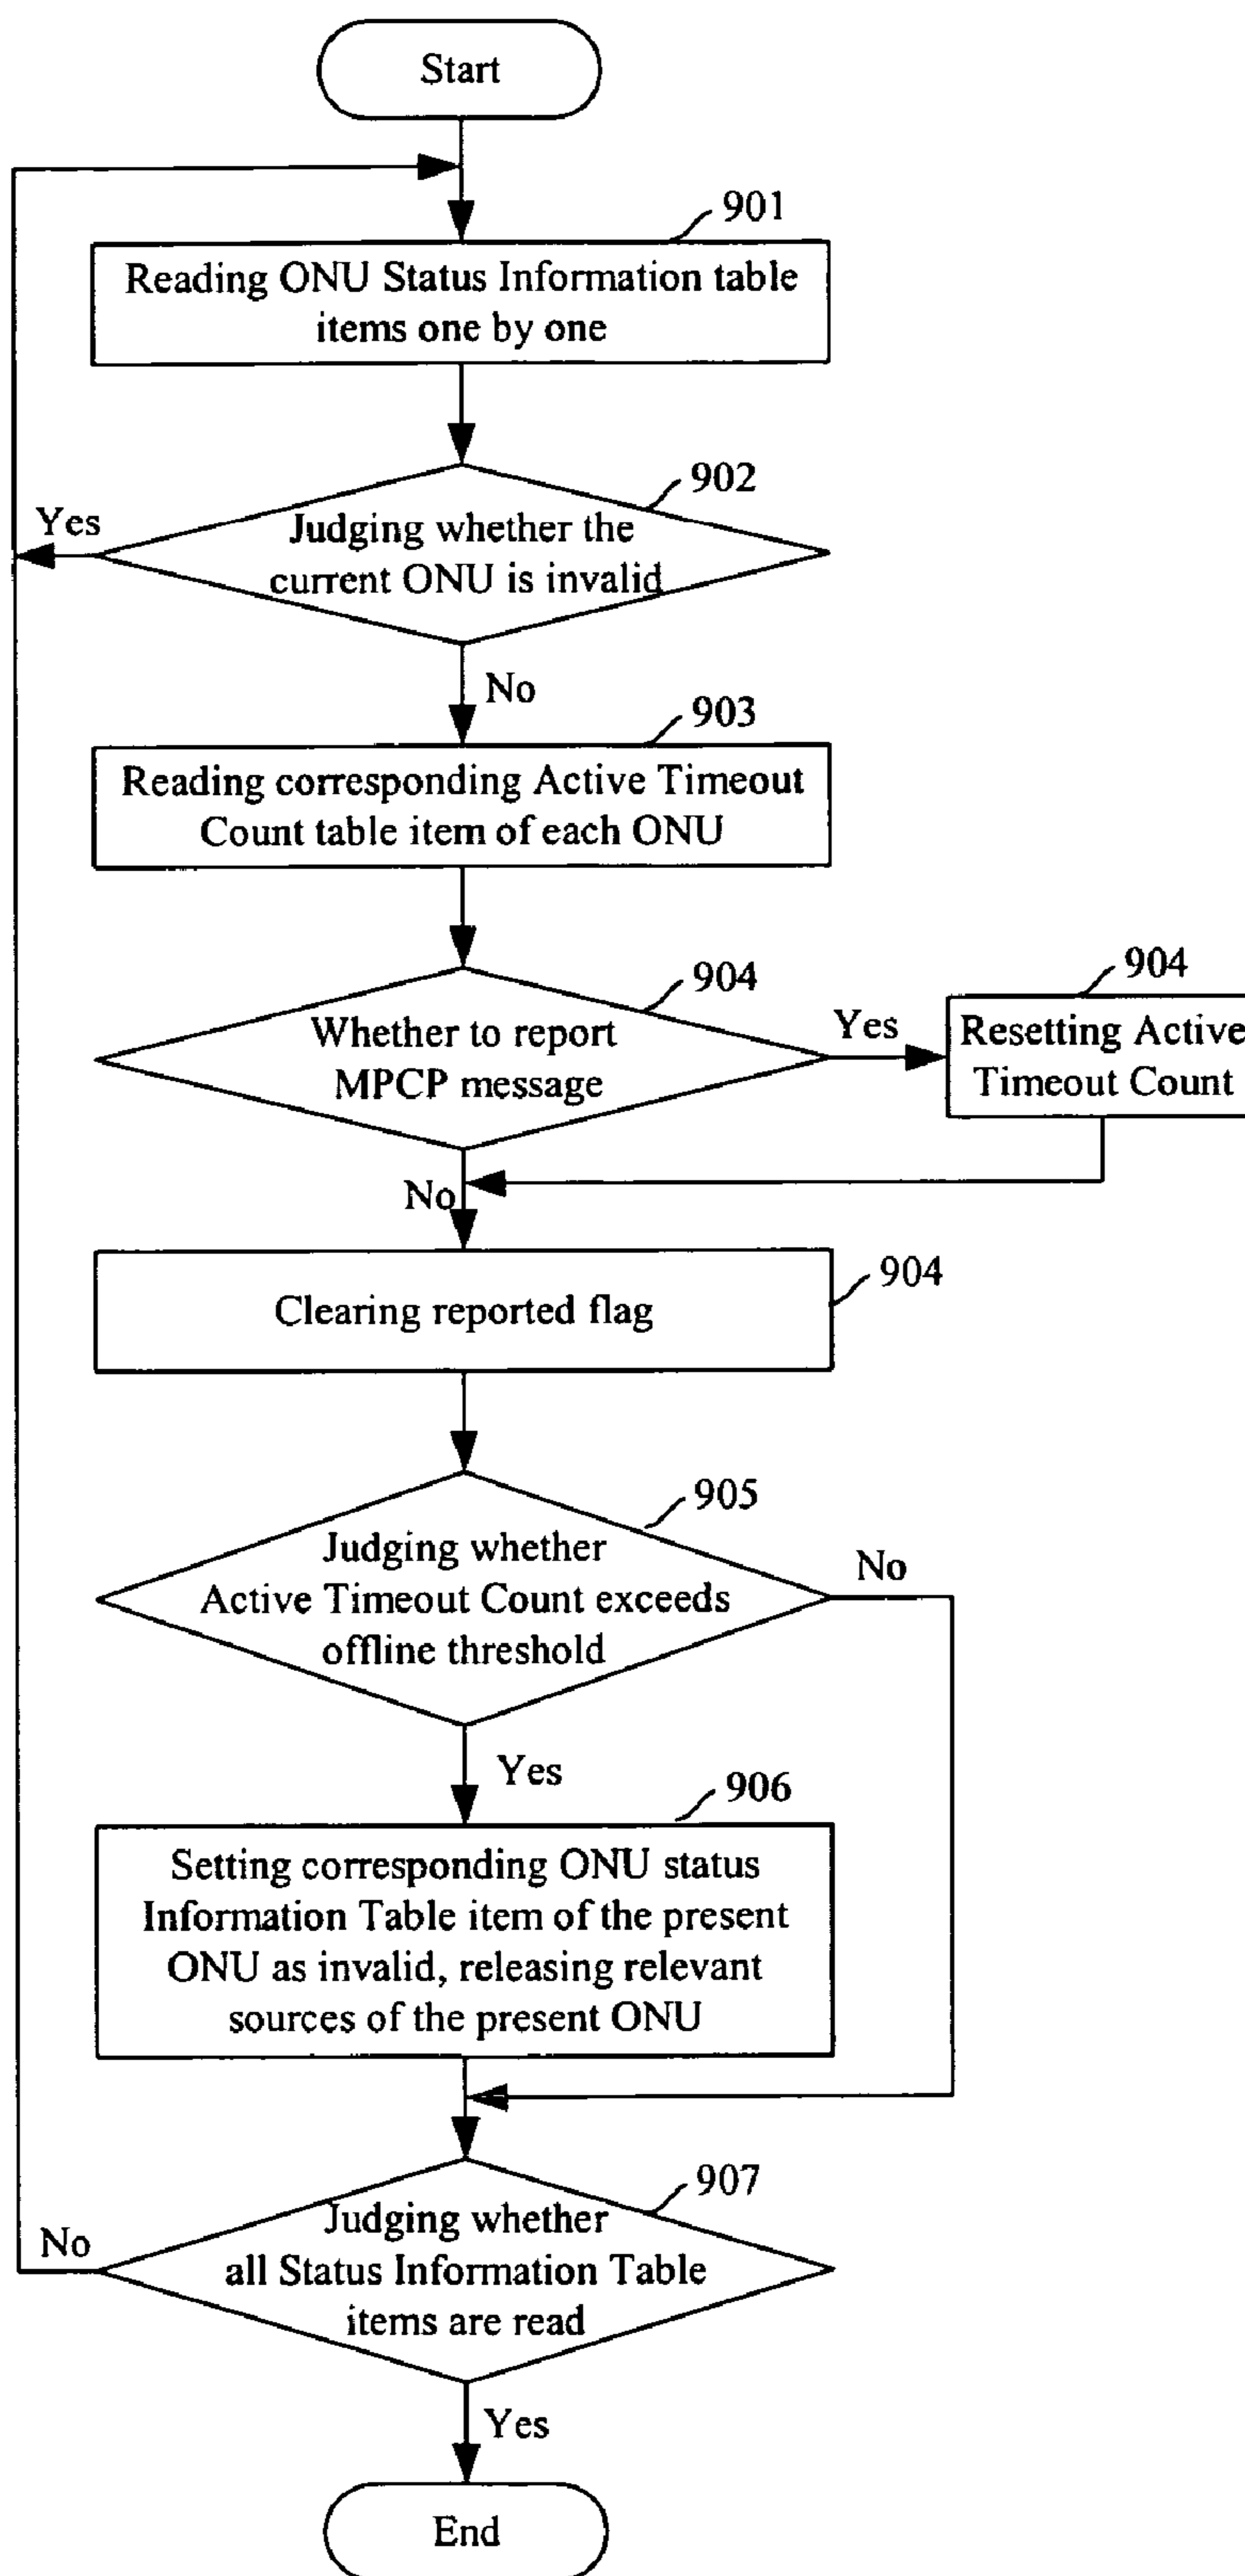 Start
901
Reading ONU Status Information table
items one by one
902
Yes
Judging whether the
current ONU is invalid
No
903
Reading corresponding Active Timeout
Count table item of each ONU
904
Whether to report
MPCP message
Yes
904
Resetting Active
Timeout Count
No
904
Clearing reported flag
905
Judging whether
Active Timeout Count exceeds
offline threshold
No
Yes
906
Setting corresponding ONU status
Information Table item of the present
ONU as invalid, releasing relevant
sources of the present ONU
907
Judging whether
all Status Information Table
items are read
No
Yes
End